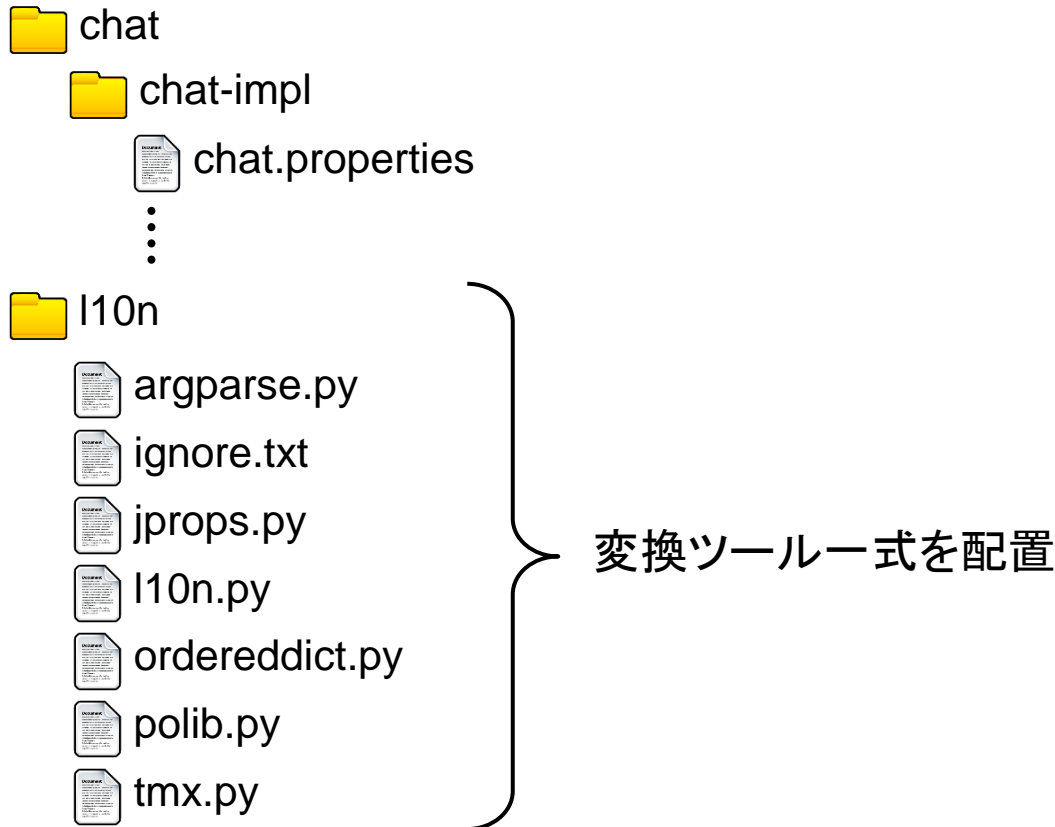 chat
chat-impl
chat.properties
l10n
argparse.py
ignore.txt
jprops.py
l10n.py
ordereddict.py
polib.py
tmx.py
変換ツール一式を配置